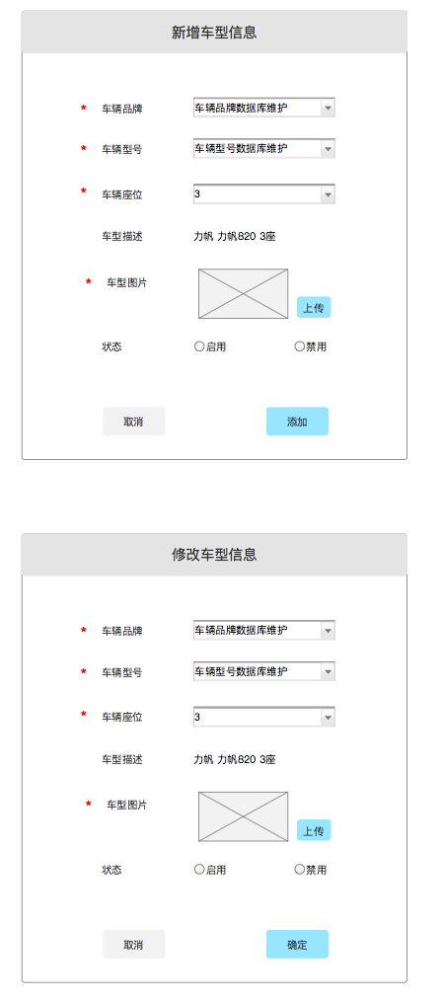 新增车型信息
* 车辆品牌 车辆品牌数据库维护
* 车辆型号 车辆型号数据库维护
* 车辆座位 3
车型描述 力帆 力帆820 3座
* 车型图片 上传
状态 启用 禁用
取消 添加
修改车型信息
* 车辆品牌 车辆品牌数据库维护
* 车辆型号 车辆型号数据库维护
* 车辆座位 3
车型描述 力帆 力帆820 3座
* 车型图片 上传
状态 启用 禁用
取消 确定